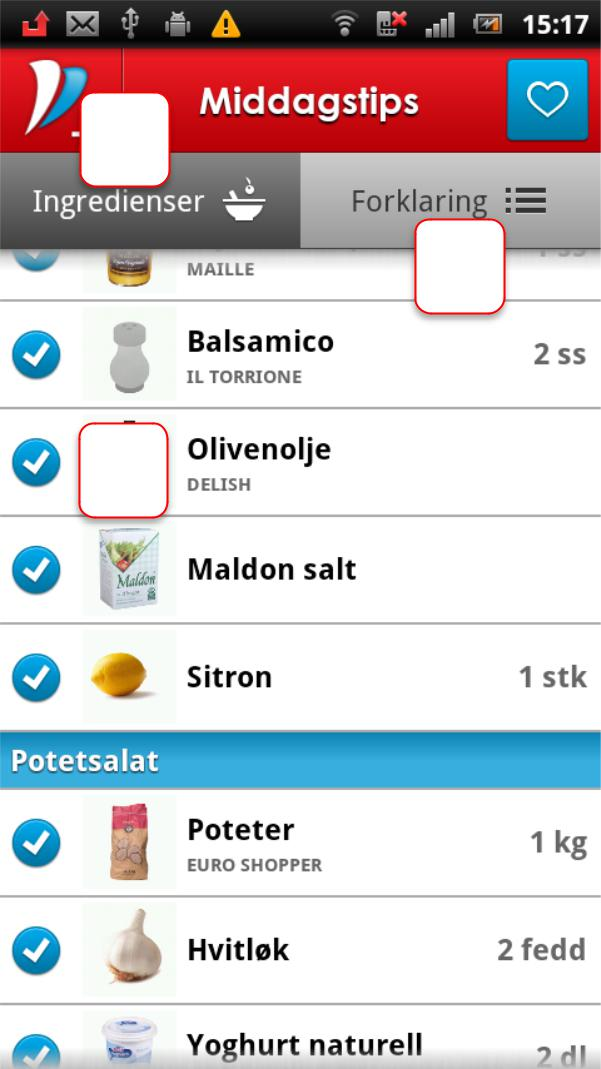 15:17
Middagstips
Ingredienser
Forklaring
MAILLE
Balsamico
2 ss
IL TORRIONE
Olivenolje
DELISH
Maldon
Maldon salt
Sitron
1 stk
Potetsalat
Poteter
1 kg
EURO SHOPPER
Hvitløk
2 fedd
Yoghurt naturell
2 dl